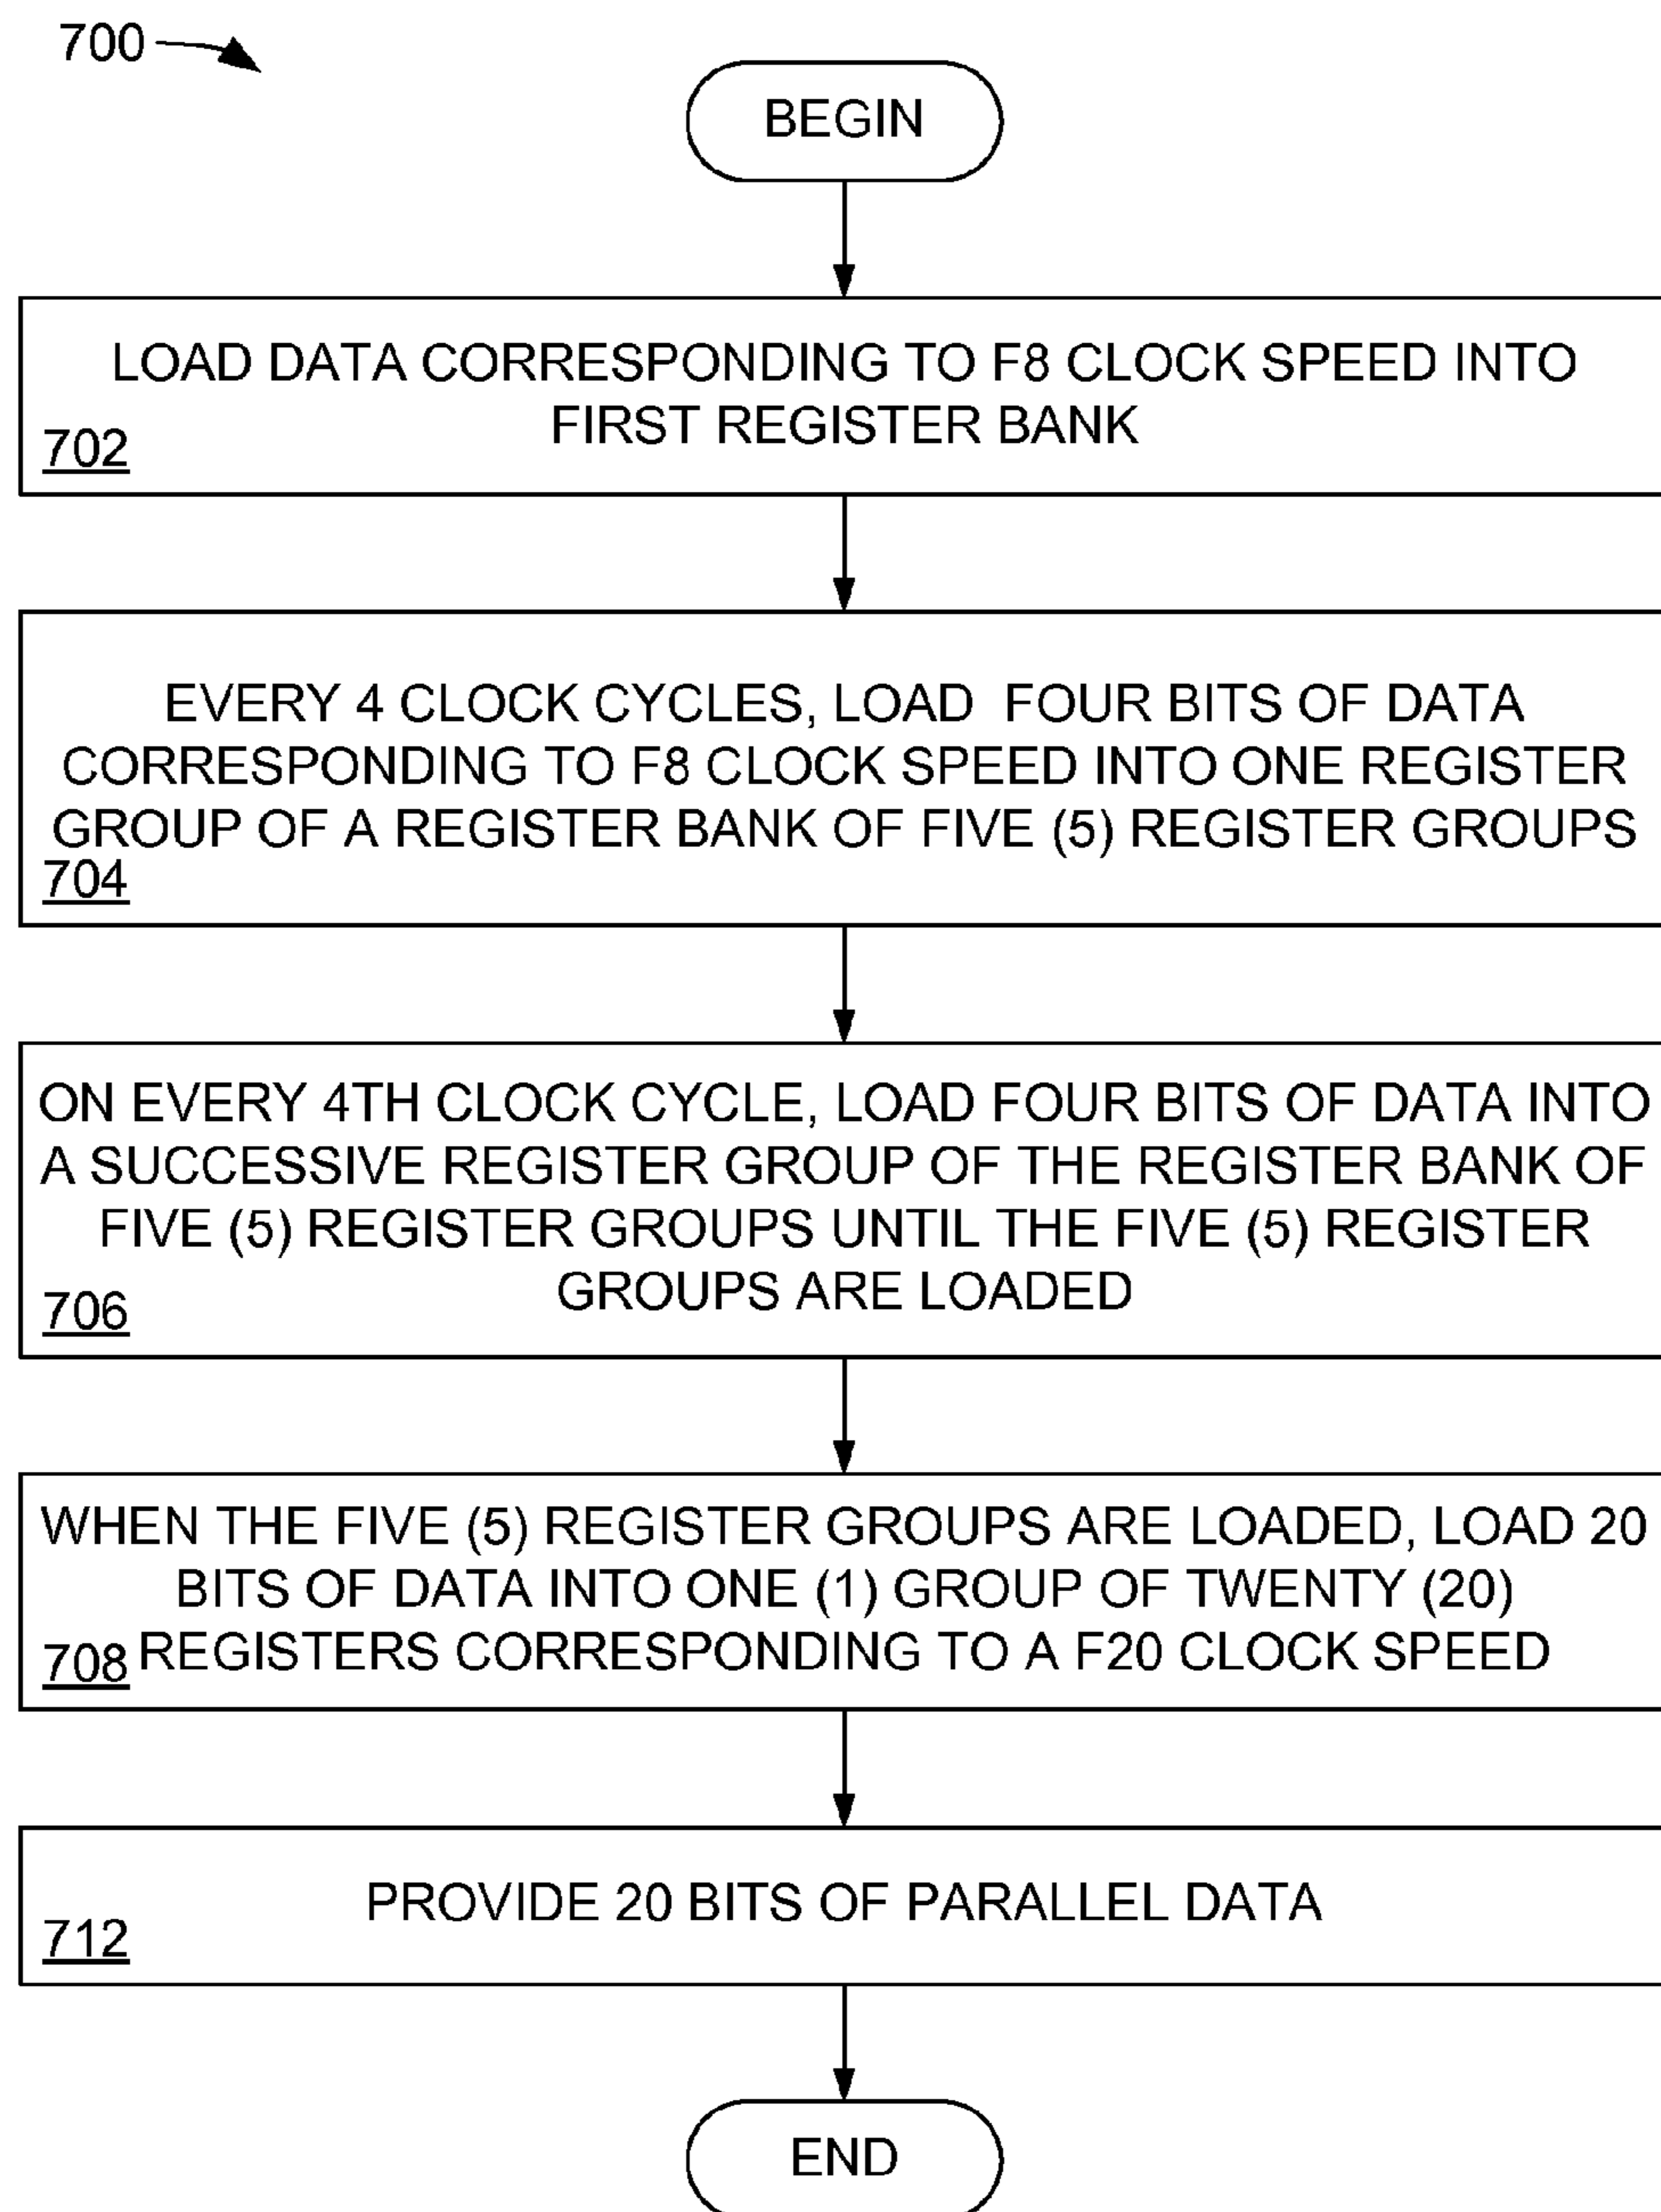 700
BEGIN
LOAD DATA CORRESPONDING TO F8 CLOCK SPEED INTO
FIRST REGISTER BANK
702
EVERY 4 CLOCK CYCLES, LOAD FOUR BITS OF DATA
CORRESPONDING TO F8 CLOCK SPEED INTO ONE REGISTER
GROUP OF A REGISTER BANK OF FIVE (5) REGISTER GROUPS
704
ON EVERY 4TH CLOCK CYCLE, LOAD FOUR BITS OF DATA INTO
A SUCCESSIVE REGISTER GROUP OF THE REGISTER BANK OF
FIVE (5) REGISTER GROUPS UNTIL THE FIVE (5) REGISTER
GROUPS ARE LOADED
706
WHEN THE FIVE (5) REGISTER GROUPS ARE LOADED, LOAD 20
BITS OF DATA INTO ONE (1) GROUP OF TWENTY (20)
708 REGISTERS CORRESPONDING TO A F20 CLOCK SPEED
PROVIDE 20 BITS OF PARALLEL DATA
712
END